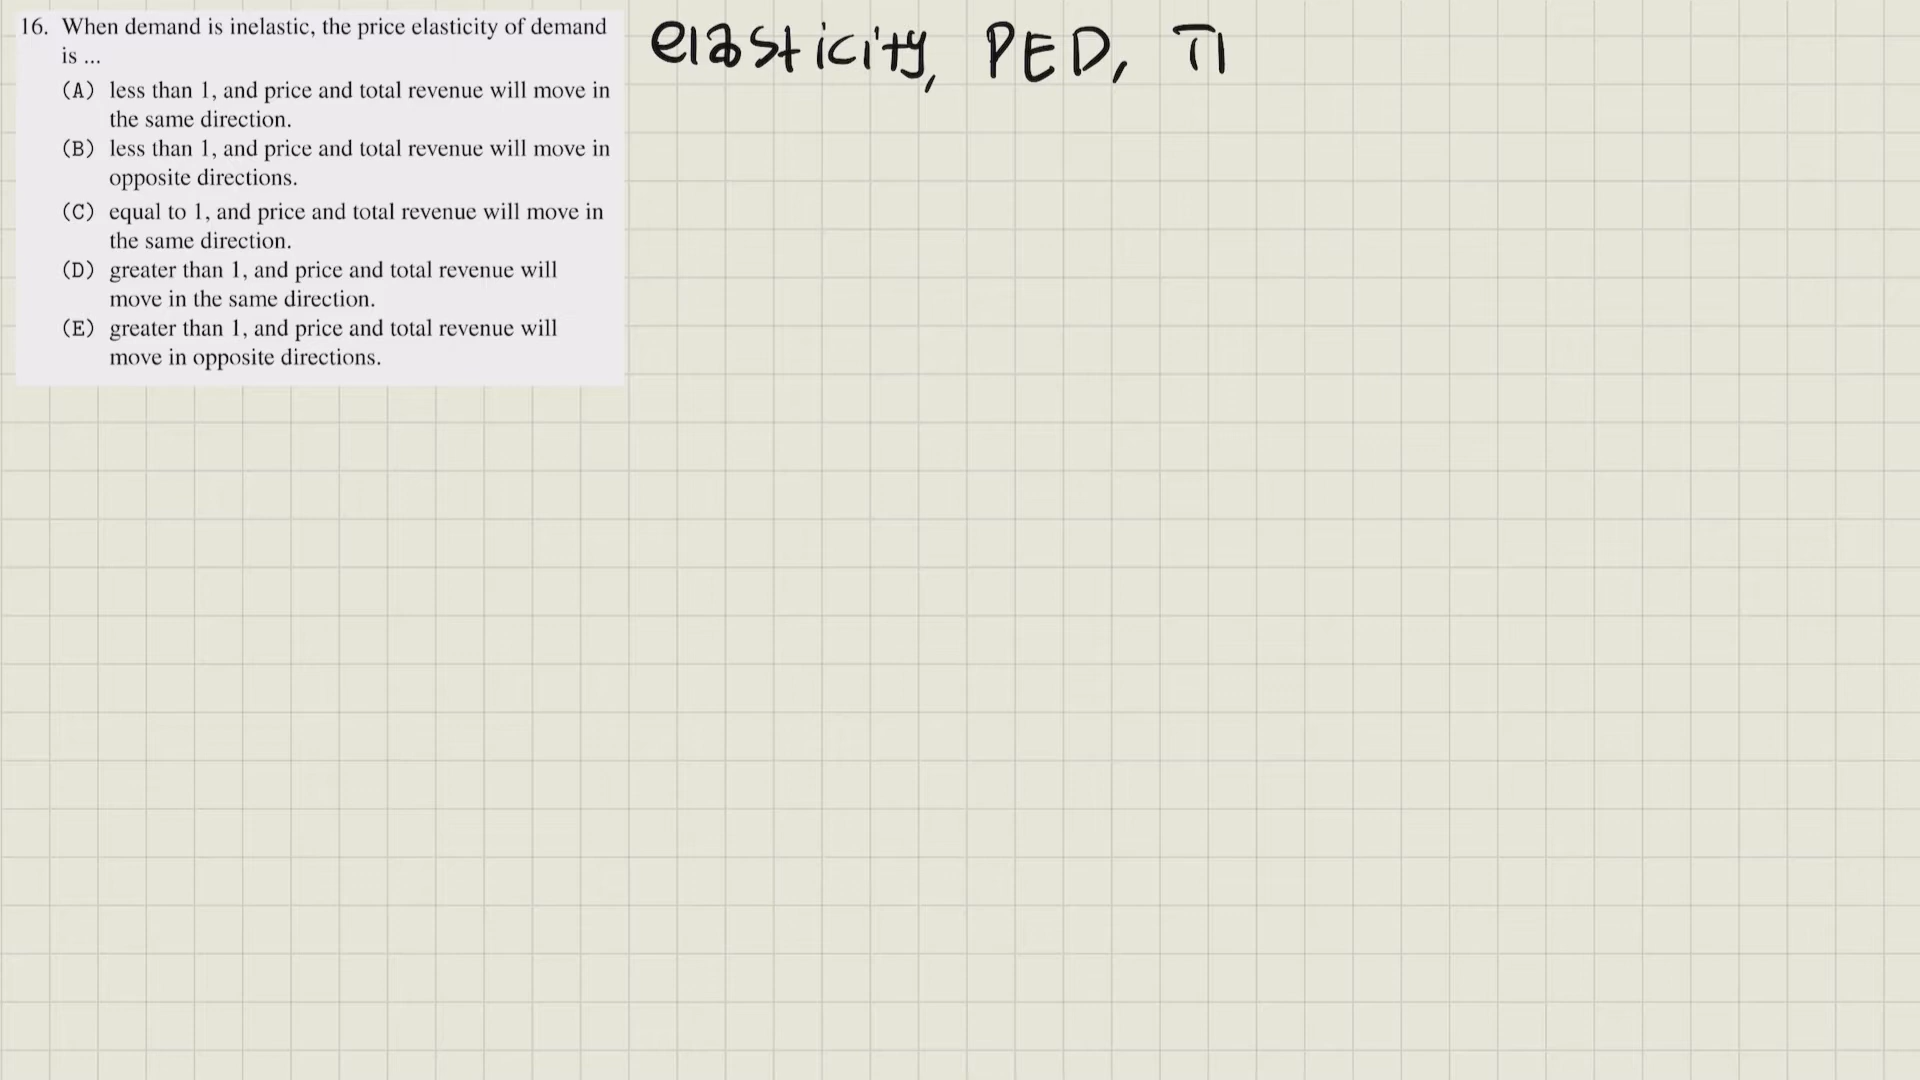 16. When demand is inelastic, the price elasticity of demand
is ...
(A) less than 1, and price and total revenue will move in
the same direction.
(B) less than 1, and price and total revenue will move in
opposite directions.
(C) equal to 1, and price and total revenue will move in
the same direction.
(D) greater than 1, and price and total revenue will
move in the same direction.
(E) greater than 1, and price and total revenue will
move in opposite directions.
elasticity, PED,